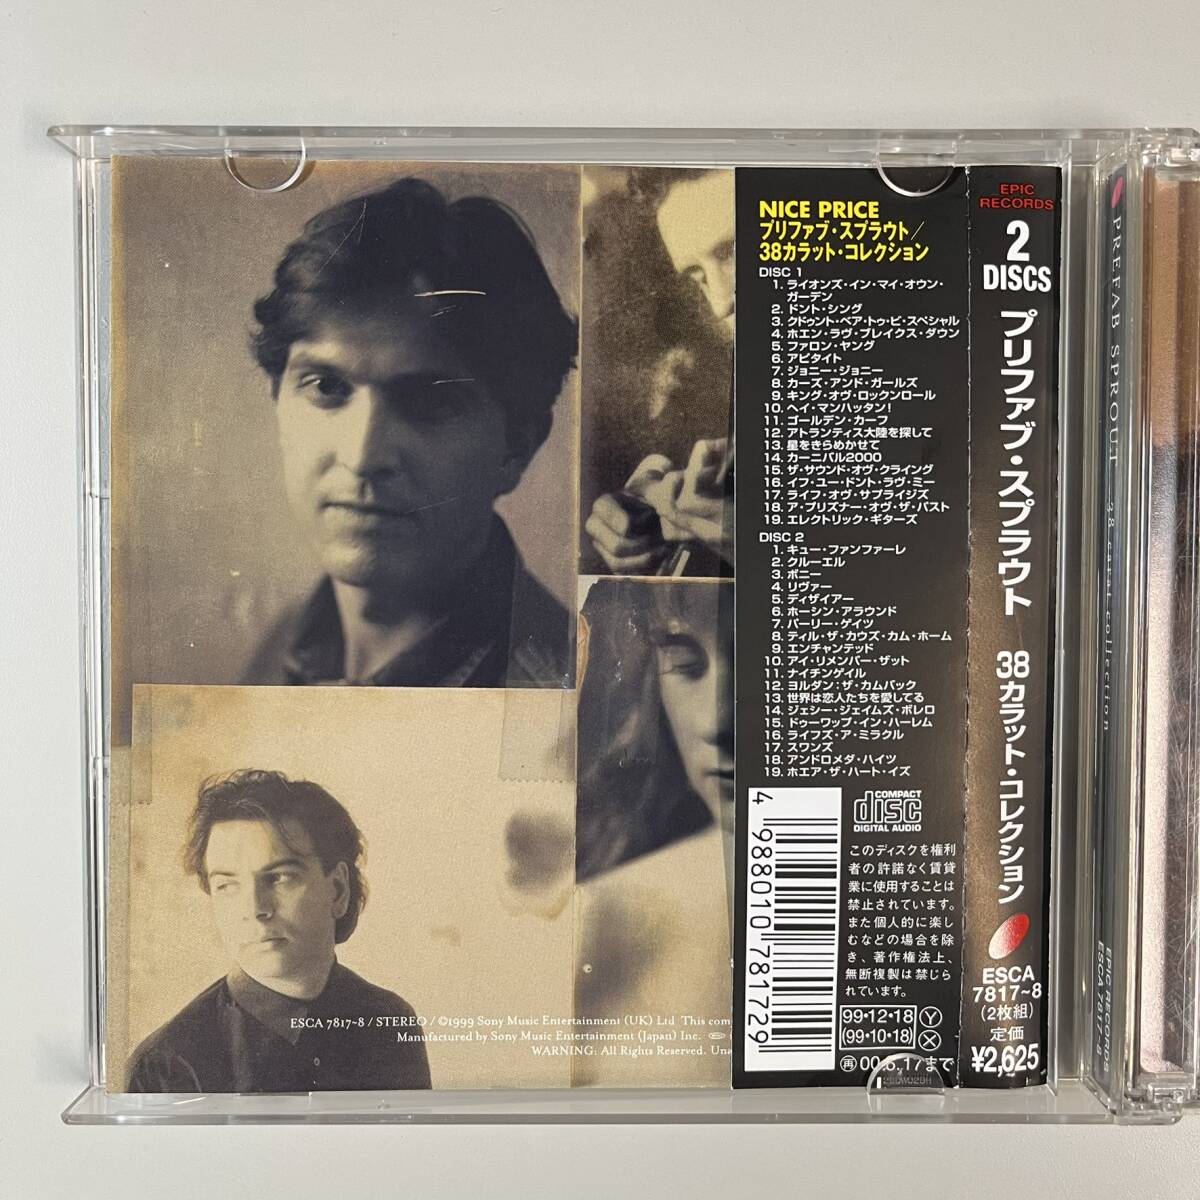 NICE PRICE
プリファブ・スプラウト/
38カラット・コレクション
DISC 1
1. ライオンズ・イン・マイ・オウン・
ガーデン
2. ドント・シング
3. クドゥント・ベア・トゥ・ビ・スペシャル
4. ホエン・ラヴ・ブレイクス・ダウン
5. ファロン・ヤング
6. アピタイト
7. ジョニー・ジョニー
8. カーズ・アンド・ガールズ
9. キング・オヴ・ロックンロール
10. ヘイ・マンハッタン!
11. ゴールデン・カーフ
12. アトランティス大陸を探して
13. 星をきらめかせて
14. カーニバル2000
15. ザ・サウンド・オヴ・クライング
16. イフ・ユー・ドント・ラヴ・ミー
17. ライフ・オヴ・サプライジズ
18. ア・プリズナー・オヴ・ザ・パスト
19. エレクトリック・ギターズ
DISC 2
1. キュー・ファンファーレ
2. クルーエル
3. ボニー
4. リヴァー
5. ディザイアー
6. ホーシン・アラウンド
7. パーリー・ゲイツ
8. ティル・ザ・カウズ・カム・ホーム
9. エンチャンテッド
10. アイ・リメンバー・ザット
11. ナイチンゲイル
12. ヨルダン:ザ・カムバック
13. 世界は恋人たちを愛してる
14. ジェシー・ジェイムズ・ボレロ
15. ドゥーワップ・イン・ハーレム
16. ライフズ・ア・ミラクル
17. スワンズ
18. アンドロメダ・ハイツ
19. ホエア・ザ・ハート・イズ
4 988010 781729
COMPACT
disc
DIGITAL AUDIO
このディスクを権利
者の許諾なく賃貸
業に使用することは
禁止されています。
また個人的に楽し
むなどの場合を除
き、著作権法上、
無断複製は禁じら
れています。
99・12・18 Y
(99・10・18) X
再 00.6.17まで
EPIC
RECORDS
2
DISCS
プリファブ・スプラウト 38カラット・コレクション
ESCA
7817~8
(2枚組)
定価
¥2,625
PREFAB SPROUT 38 carat collection
EPIC RECORDS
ESCA 7817~8
ESCA 7817~8 / STEREO / ©1999 Sony Music Entertainment (UK) Ltd This com
Manufactured by Sony Music Entertainment (Japan) Inc.
WARNING: All Rights Reserved. Una